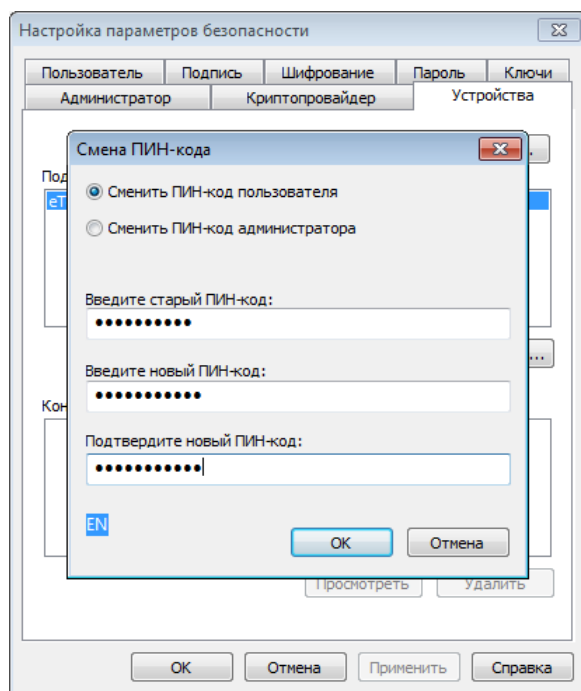 Настройка параметров безопасности
Пользователь Подпись Шифрование Пароль Ключи
Администратор Криптопровайдер Устройства
Смена ПИН-кода
Сменить ПИН-код пользователя
Сменить ПИН-код администратора
Введите старый ПИН-код:
••••••••••
Введите новый ПИН-код:
•••••••••••
Подтвердите новый ПИН-код:
•••••••••••
EN
OK Отмена
Просмотреть Удалить
OK Отмена Применить Справка